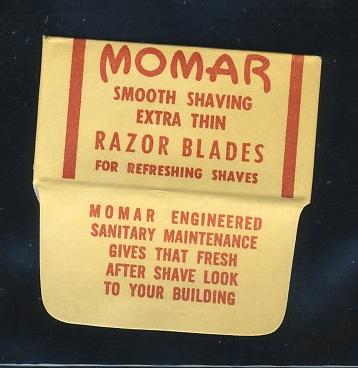 MOMAR
SMOOTH SHAVING
EXTRA THIN
RAZOR BLADES
FOR REFRESHING SHAVES
MOMAR ENGINEERED
SANITARY MAINTENANCE
GIVES THAT FRESH
AFTER SHAVE LOOK
TO YOUR BUILDING